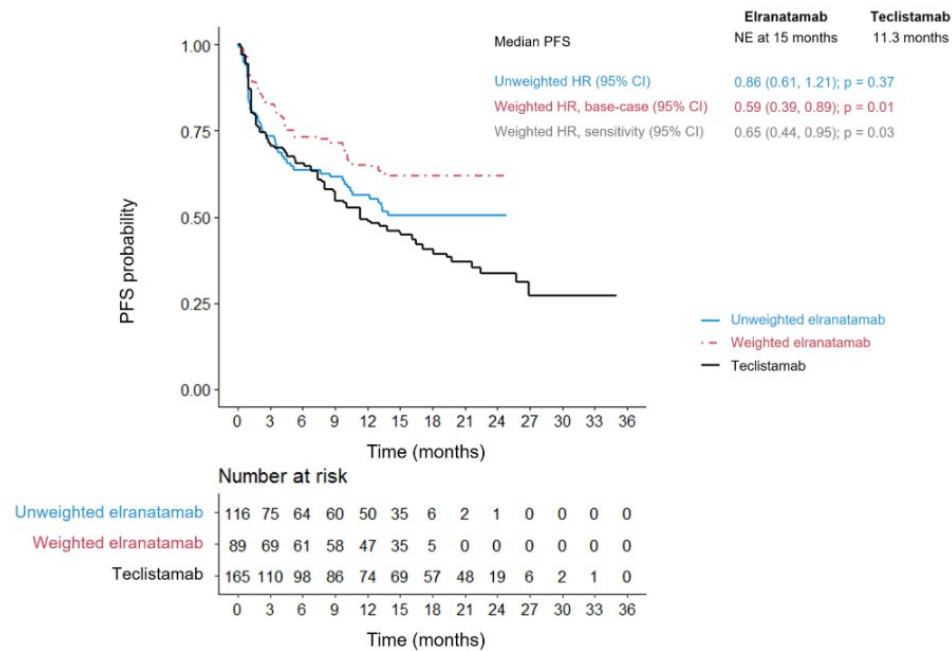 Elranatamab Teclistamab
Median PFS NE at 15 months 11.3 months
Unweighted HR (95% CI) 0.86 (0.61, 1.21); p = 0.37
Weighted HR, base-case (95% CI) 0.59 (0.39, 0.89); p = 0.01
Weighted HR, sensitivity (95% CI) 0.65 (0.44, 0.95); p = 0.03
PFS probability
1.00
0.75
0.50
0.25
0.00
Unweighted elranatamab
Weighted elranatamab
Teclistamab
0 3 6 9 12 15 18 21 24 27 30 33 36
Time (months)
Number at risk
Unweighted elranatamab 116 75 64 60 50 35 6 2 1 0 0 0 0
Weighted elranatamab 89 69 61 58 47 35 5 0 0 0 0 0 0
Teclistamab 165 110 98 86 74 69 57 48 19 6 2 1 0
0 3 6 9 12 15 18 21 24 27 30 33 36
Time (months)